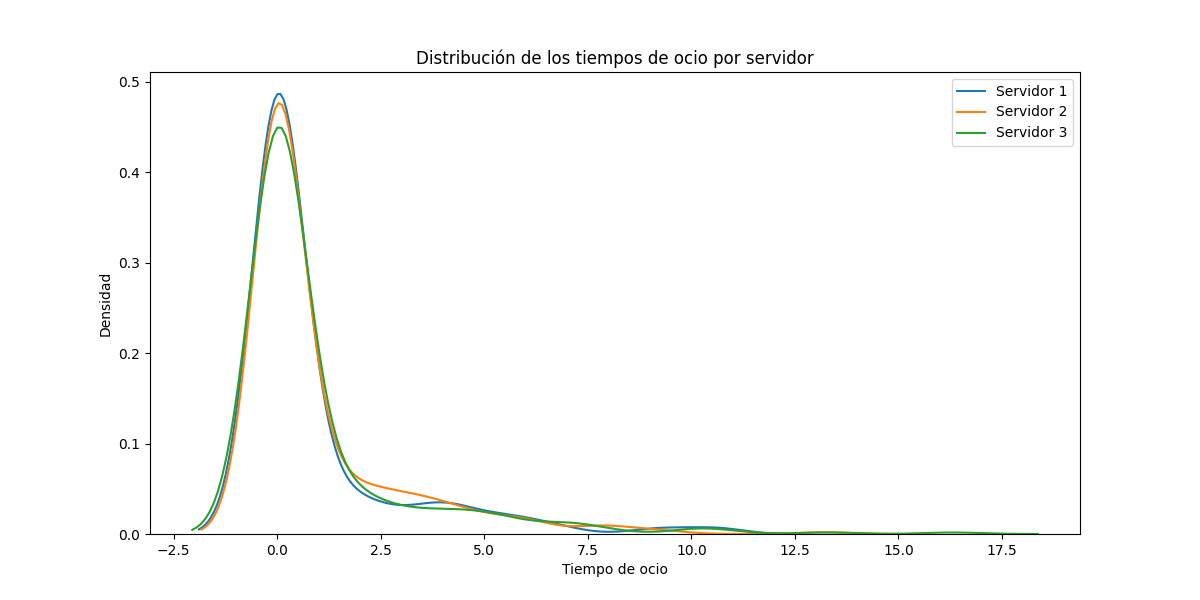 Distribución de los tiempos de ocio por servidor
Servidor 1
Servidor 2
Servidor 3
Densidad
0.5
0.4
0.3
0.2
0.1
0.0
−2.5 0.0 2.5 5.0 7.5 10.0 12.5 15.0 17.5
Tiempo de ocio